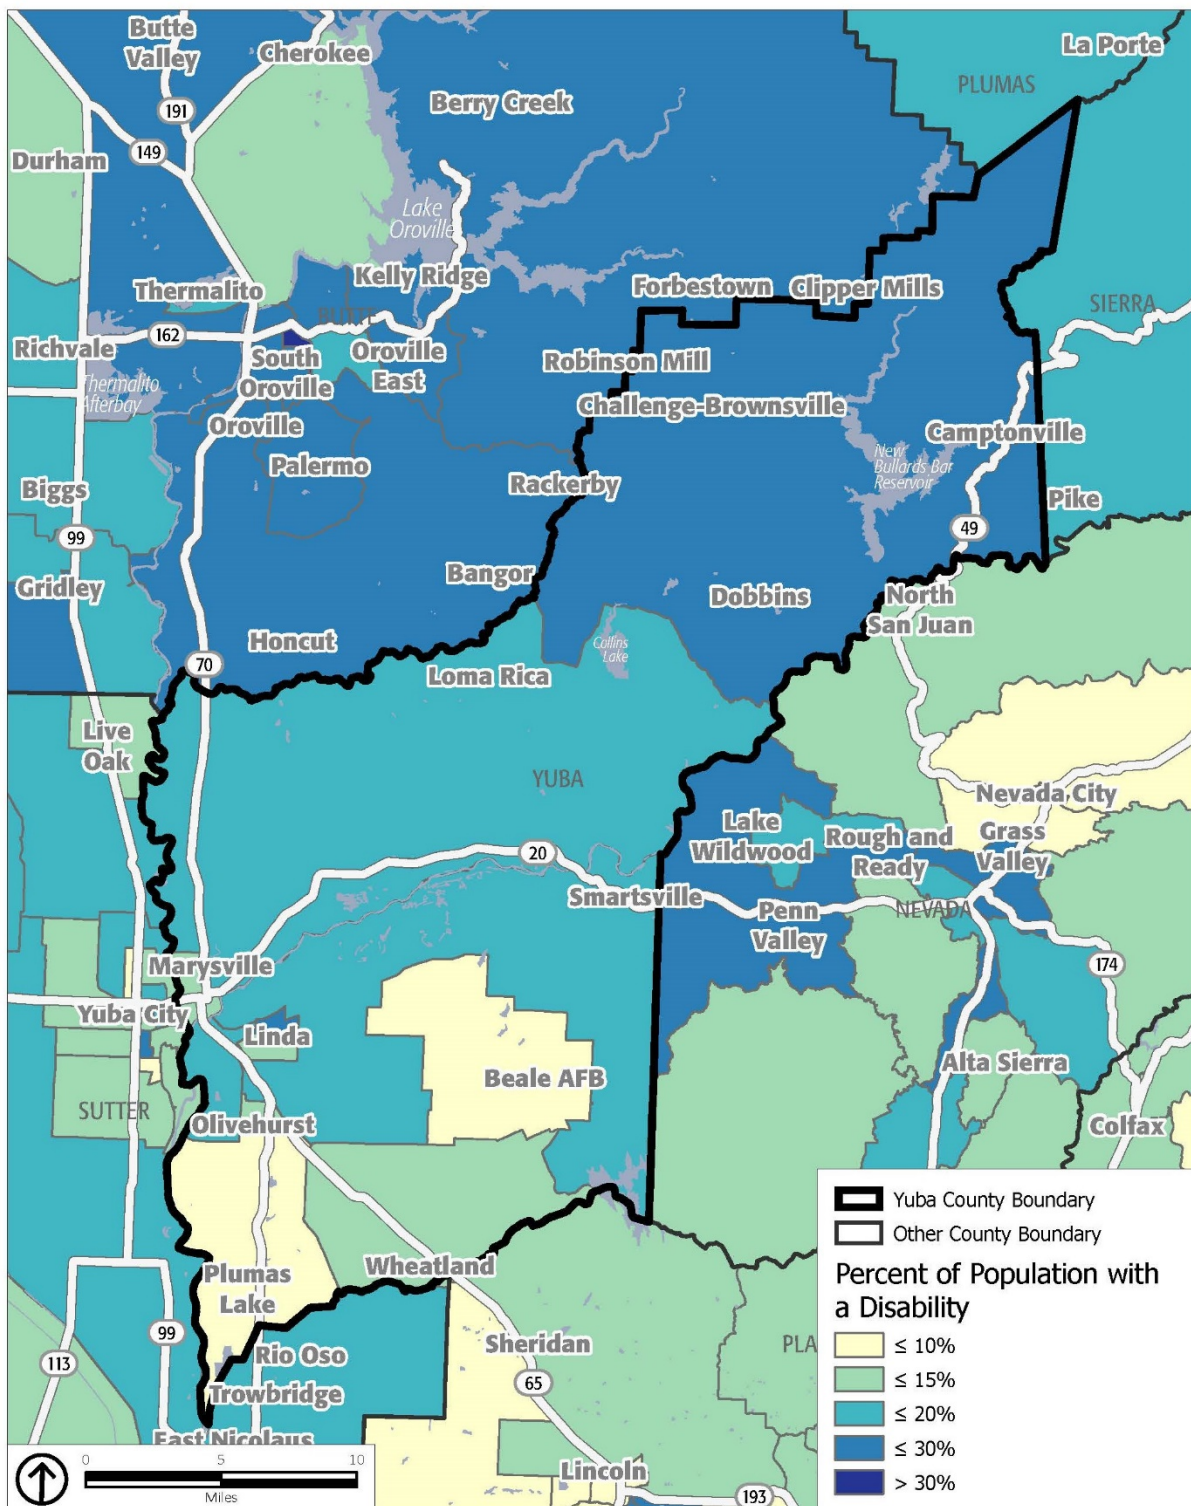 Butte
Valley
Cherokee
La Porte
PLUMAS
Berry Creek
191
149
Durham
Lake
Oroville
Kelly Ridge
Thermalito
Forbestown
Clipper Mills
SIERRA
BUTTE
162
Richvale
South
Oroville
Oroville
East
Robinson Mill
Thermalito
Afterbay
Challenge-Brownsville
Oroville
Camptonville
Palermo
New
Bullards Bar
Reservoir
Rackerby
Biggs
Pike
99
49
Gridley
Bangor
Dobbins
North
San Juan
Honcut
Collins
Lake
70
Loma Rica
Live
Oak
YUBA
Nevada City
Lake
Wildwood
Rough and
Ready
Grass
Valley
20
Smartsville
Penn
Valley
NEVADA
Marysville
174
Yuba City
Linda
Alta Sierra
Beale AFB
SUTTER
Olivehurst
Colfax
Wheatland
Plumas
Lake
99
113
Rio Oso
Sheridan
PLA
Trowbridge
65
East Nicolaus
Lincoln
193
Yuba County Boundary
Other County Boundary
Percent of Population with
a Disability
≤ 10%
≤ 15%
≤ 20%
≤ 30%
> 30%
0 5 10
Miles